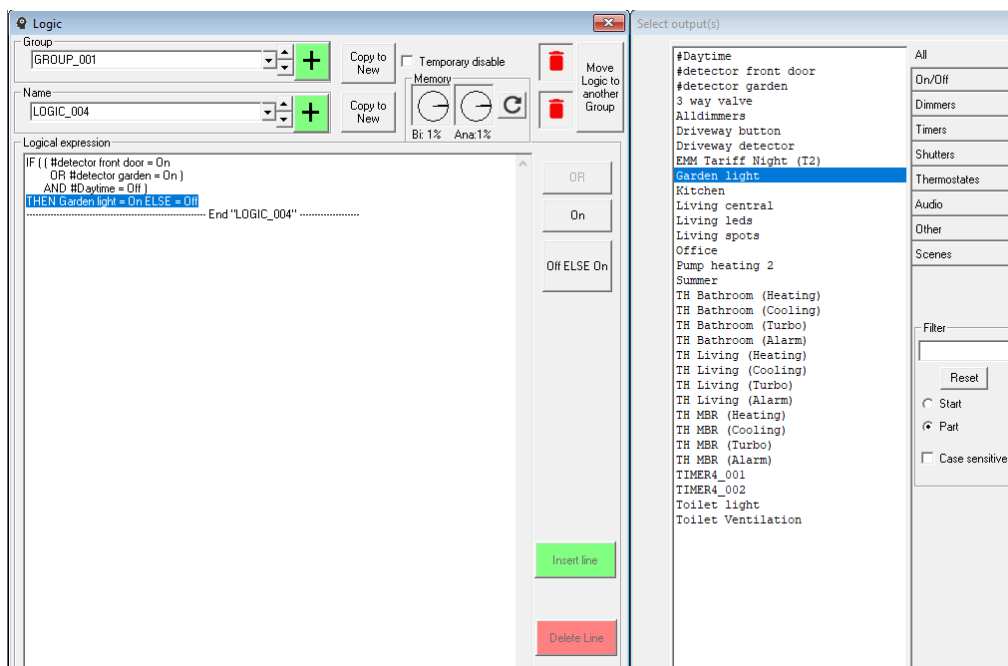 Logic
Group
GROUP_001
Copy to
New
Temporary disable
Memory
Bi: 1% Ana:1%
Move
Logic to
another
Group
Name
LOGIC_004
Copy to
New
Logical expression
IF ( ( #detector front door = On
OR #detector garden = On )
AND #Daytime = Off )
THEN Garden light = On ELSE = Off
------------------------------------------------------------ End "LOGIC_004" --------------------
OR
On
Off ELSE On
Insert line
Delete Line
Select output(s)
#Daytime
#detector front door
#detector garden
3 way valve
Alldimmers
Driveway button
Driveway detector
EMM Tariff Night (T2)
Garden light
Kitchen
Living central
Living leds
Living spots
Office
Pump heating 2
Summer
TH Bathroom (Heating)
TH Bathroom (Cooling)
TH Bathroom (Turbo)
TH Bathroom (Alarm)
TH Living (Heating)
TH Living (Cooling)
TH Living (Turbo)
TH Living (Alarm)
TH MBR (Heating)
TH MBR (Cooling)
TH MBR (Turbo)
TH MBR (Alarm)
TIMER4_001
TIMER4_002
Toilet light
Toilet Ventilation
All
On/Off
Dimmers
Timers
Shutters
Thermostates
Audio
Other
Scenes
Filter
Reset
Start
Part
Case sensitive